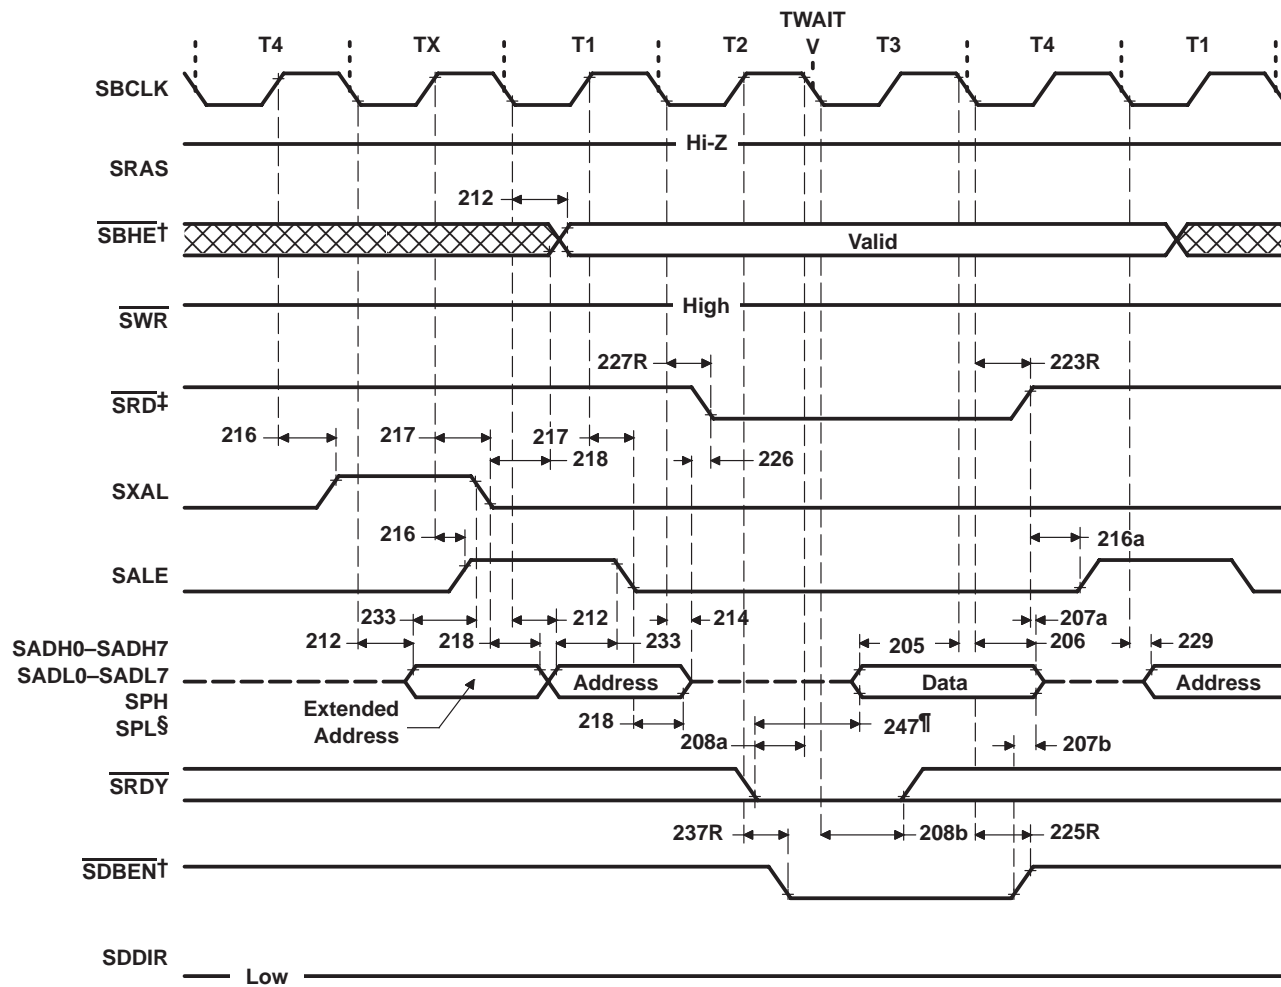 TWAIT
T4 TX T1 T2 V T3 T4 T1
SBCLK
Hi-Z
SRAS
212
SBHE†
Valid
High
SWR
227R 223R
SRD‡
216 217 217
218 226
SXAL
216 216a
SALE
233 212 214 207a
212 218 233 205 206 229
SADH0–SADH7
SADL0–SADL7
SPH
SPL§
Address Data Address
Extended
Address
218 247¶
208a 207b
SRDY
237R 208b 225R
SDBEN†
SDDIR
Low